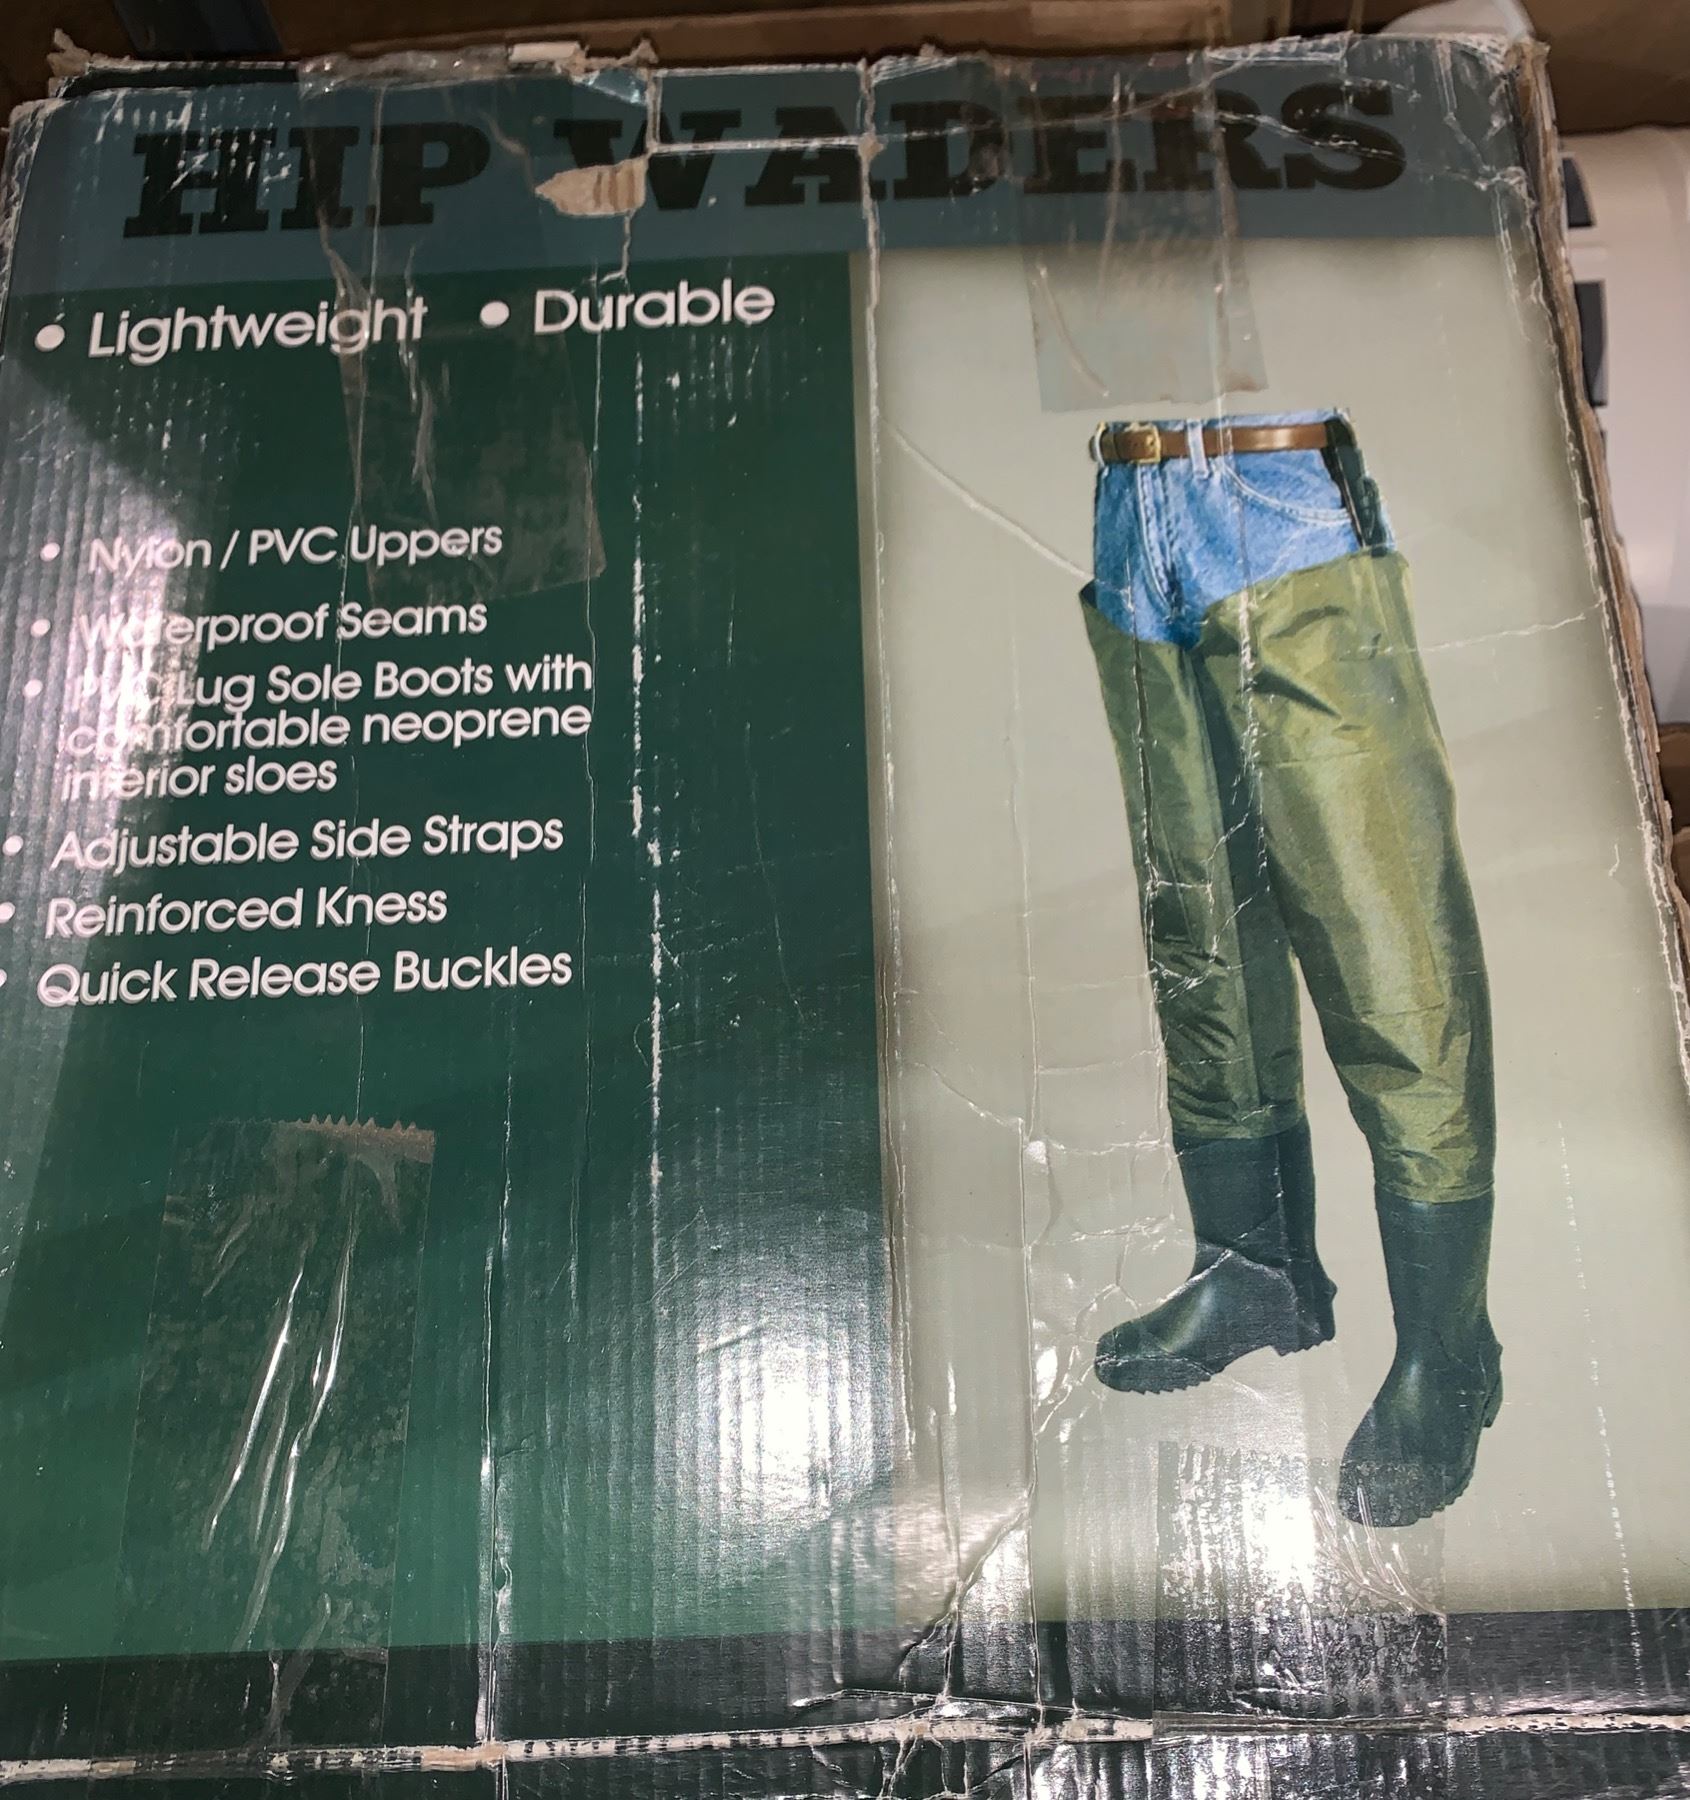 HIP WADERS
• Lightweight • Durable
• Nylon / PVC Uppers
• Waterproof Seams
• PVC Lug Sole Boots with
comfortable neoprene
interior sloes
• Adjustable Side Straps
• Reinforced Kness
• Quick Release Buckles